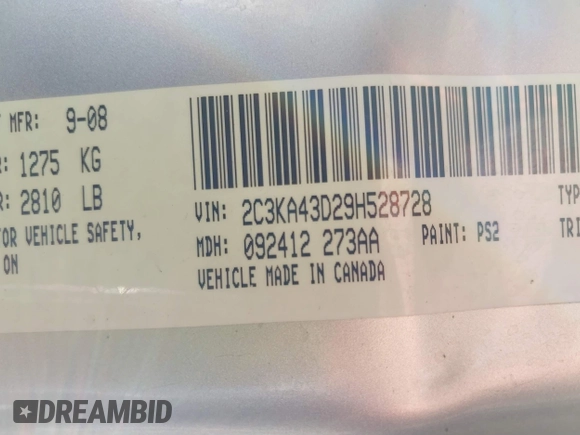 MFR: 9-08
R: 1275 KG
R: 2810 LB
OR VEHICLE SAFETY,
ON
VIN: 2C3KA43D29H528728
TYP
MDH: 092412 273AA
PAINT: PS2
TRI
VEHICLE MADE IN CANADA
DREAMBID